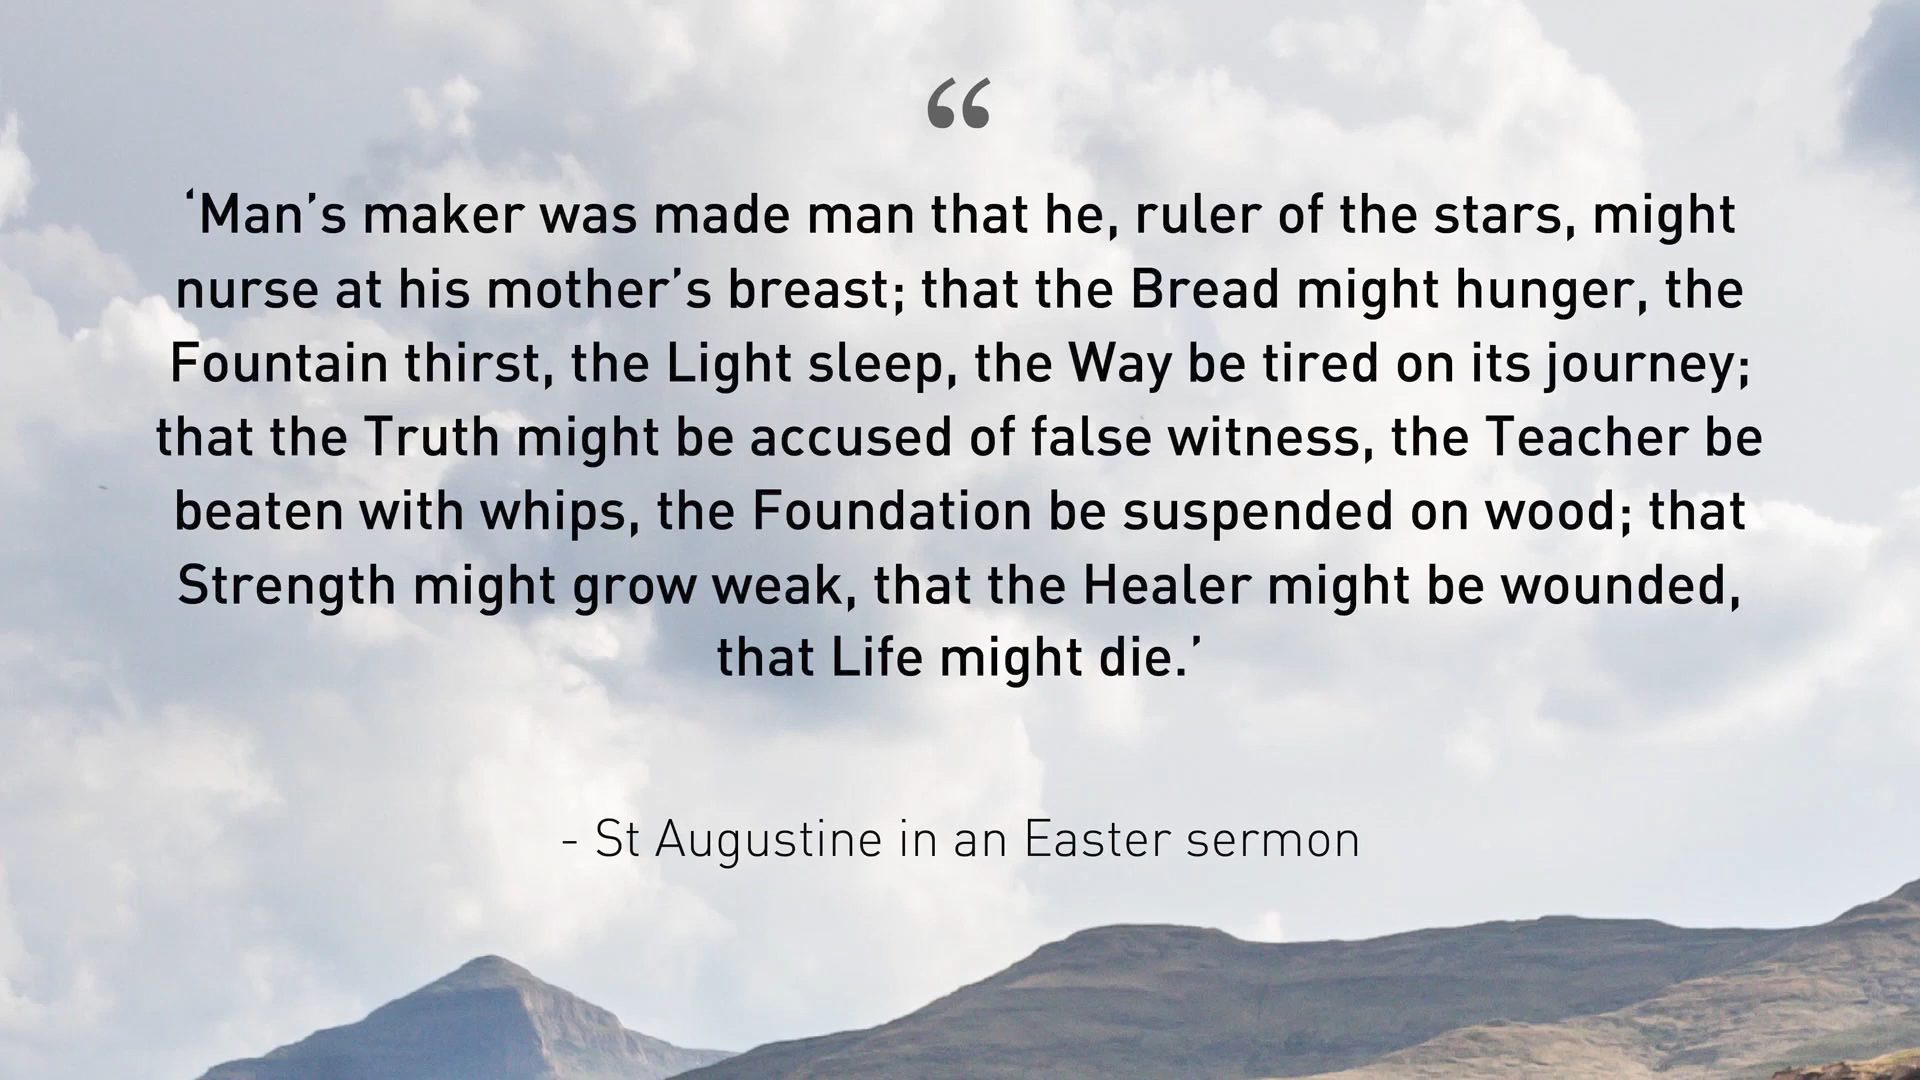 “
‘Man’s maker was made man that he, ruler of the stars, might
nurse at his mother’s breast; that the Bread might hunger, the
Fountain thirst, the Light sleep, the Way be tired on its journey;
that the Truth might be accused of false witness, the Teacher be
beaten with whips, the Foundation be suspended on wood; that
Strength might grow weak, that the Healer might be wounded,
that Life might die.’
- St Augustine in an Easter sermon